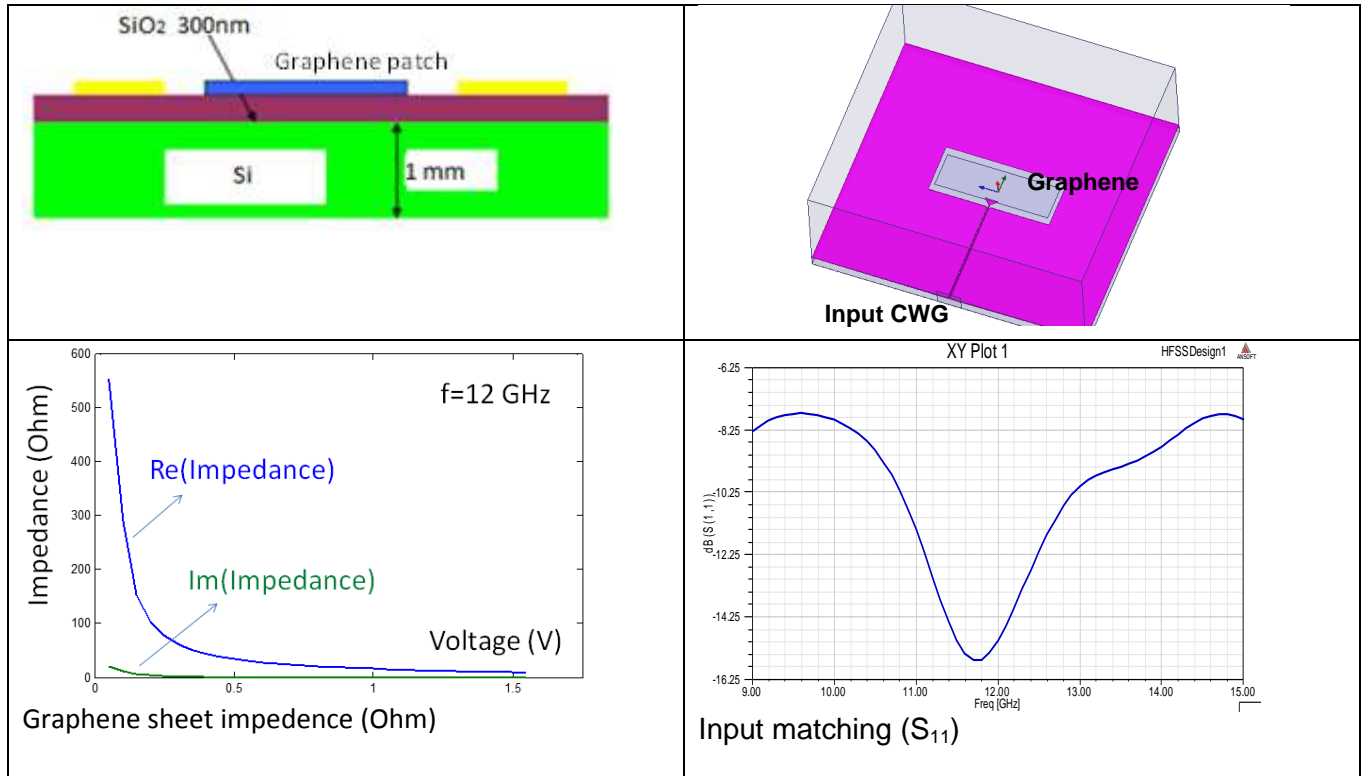 SiO₂ 300nm
Graphene patch
Si
1 mm
Graphene
Input CWG
600
500
400
300
200
100
0
0
0.5
1
1.5
Impedance (Ohm)
f=12 GHz
Re(Impedance)
Im(Impedance)
Voltage (V)
Graphene sheet impedence (Ohm)
XY Plot 1
HFSSDesign1
ANSOFT
-6.25
-8.25
-10.25
-12.25
-14.25
-16.25
dB(S(1,1))
9.00
10.00
11.00
12.00
13.00
14.00
15.00
Freq [GHz]
Input matching (S₁₁)